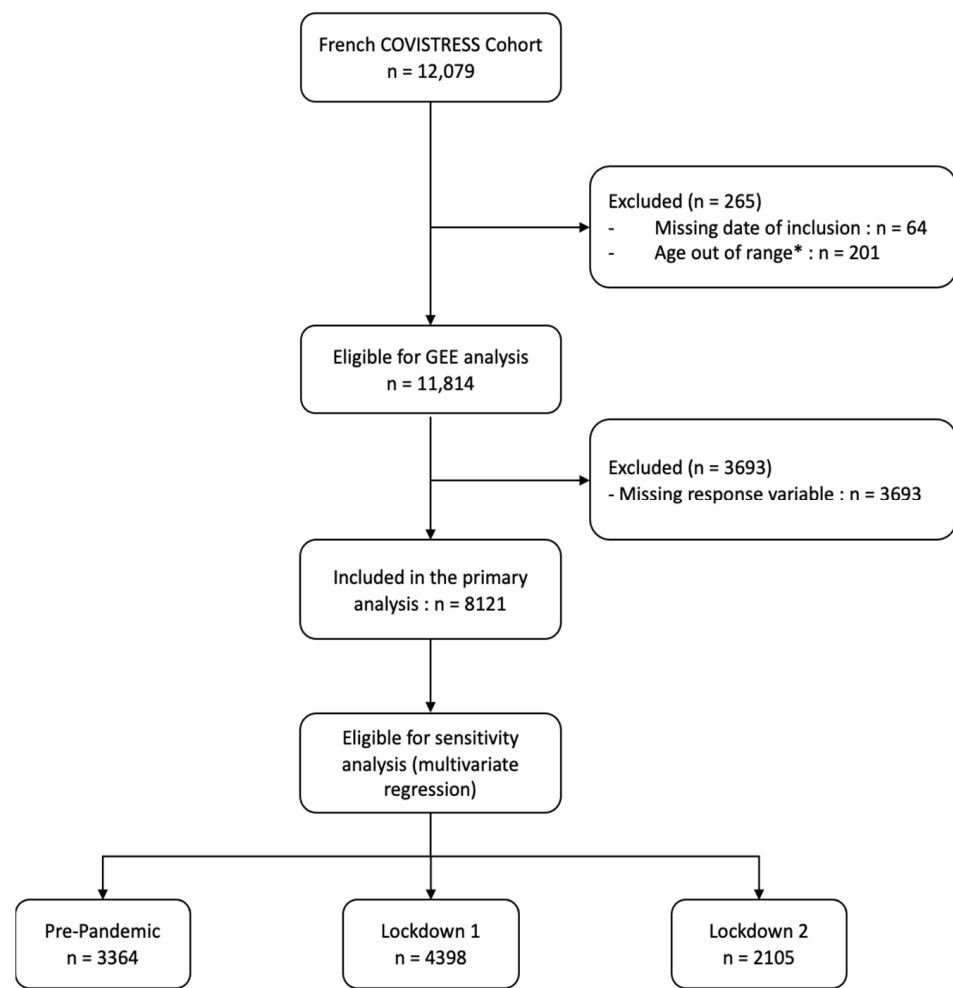 French COVISTRESS Cohort
n = 12,079
Excluded (n = 265)
- Missing date of inclusion : n = 64
- Age out of range* : n = 201
Eligible for GEE analysis
n = 11,814
Excluded (n = 3693)
- Missing response variable : n = 3693
Included in the primary
analysis : n = 8121
Eligible for sensitivity
analysis (multivariate
regression)
Pre-Pandemic
n = 3364
Lockdown 1
n = 4398
Lockdown 2
n = 2105